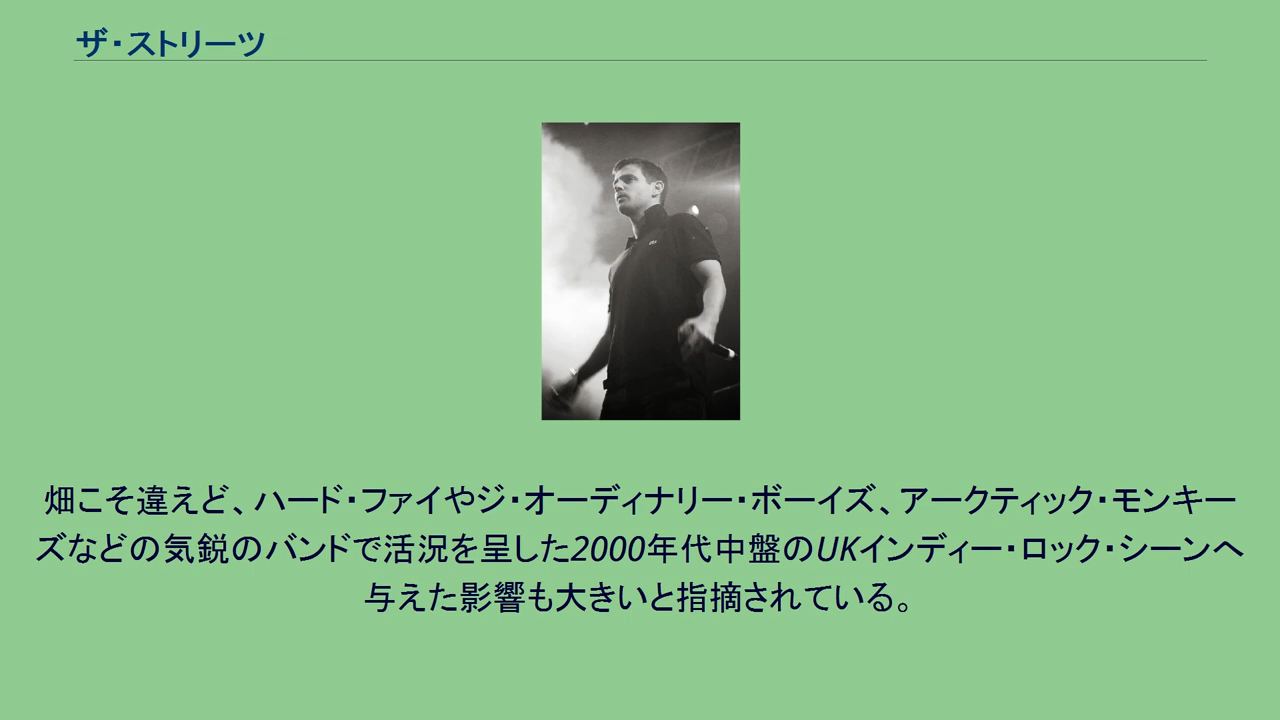 ザ・ストリーツ
畑こそ違えど、ハード・ファイやジ・オーディナリー・ボーイズ、アークティック・モンキー
ズなどの気鋭のバンドで活況を呈した2000年代中盤のUKインディー・ロック・シーンへ
与えた影響も大きいと指摘されている。